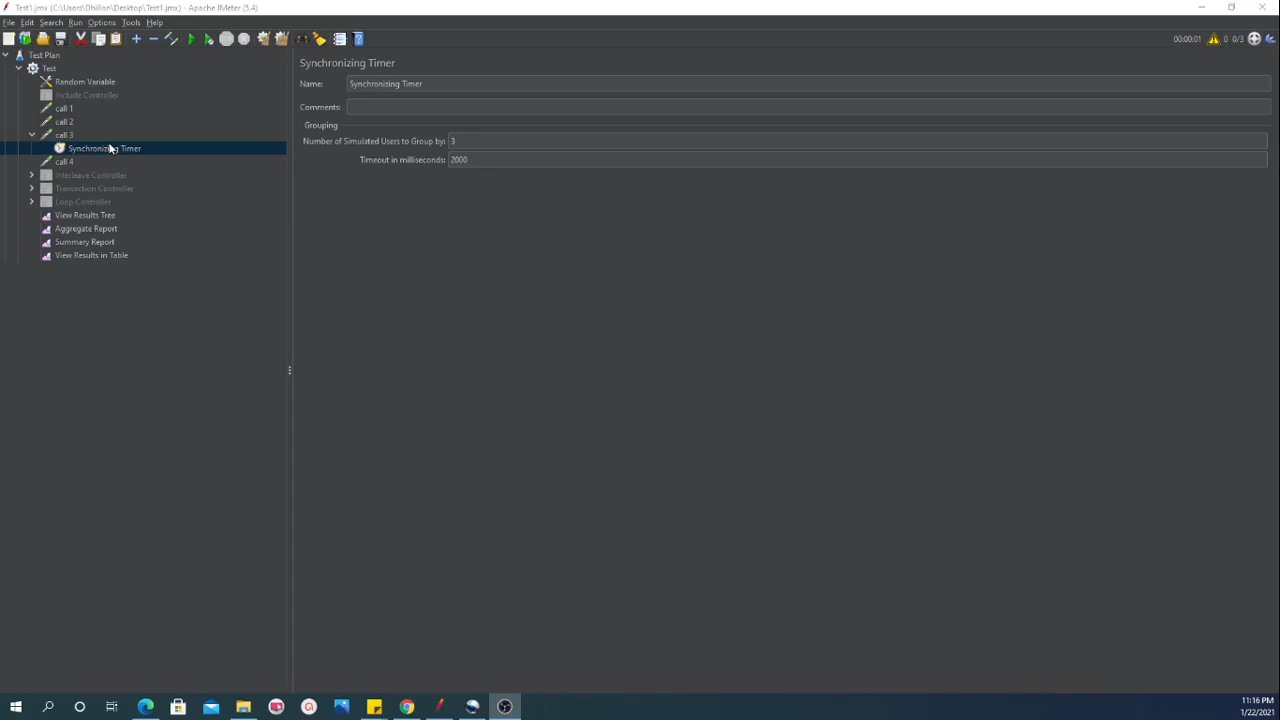 Test1.jmx (C:\Users\Dhillon\Desktop\Test1.jmx) - Apache JMeter (5.4)
File Edit Search Run Options Tools Help
00:00:01 0 0/3
Test Plan
Test
Random Variable
Include Controller
call 1
call 2
call 3
Synchronizing Timer
call 4
Interleave Controller
Transaction Controller
Loop Controller
View Results Tree
Aggregate Report
Summary Report
View Results in Table
Synchronizing Timer
Name: Synchronizing Timer
Comments:
Grouping
Number of Simulated Users to Group by: 3
Timeout in milliseconds: 2000
11:16 PM
1/22/2021